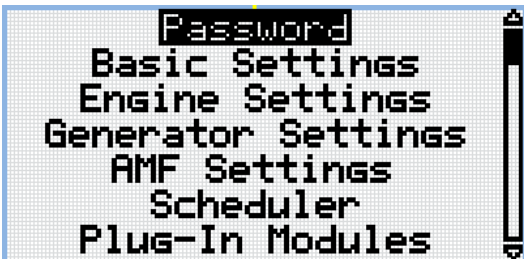 Password
Basic Settings
Engine Settings
Generator Settings
AMF Settings
Scheduler
Plug-In Modules